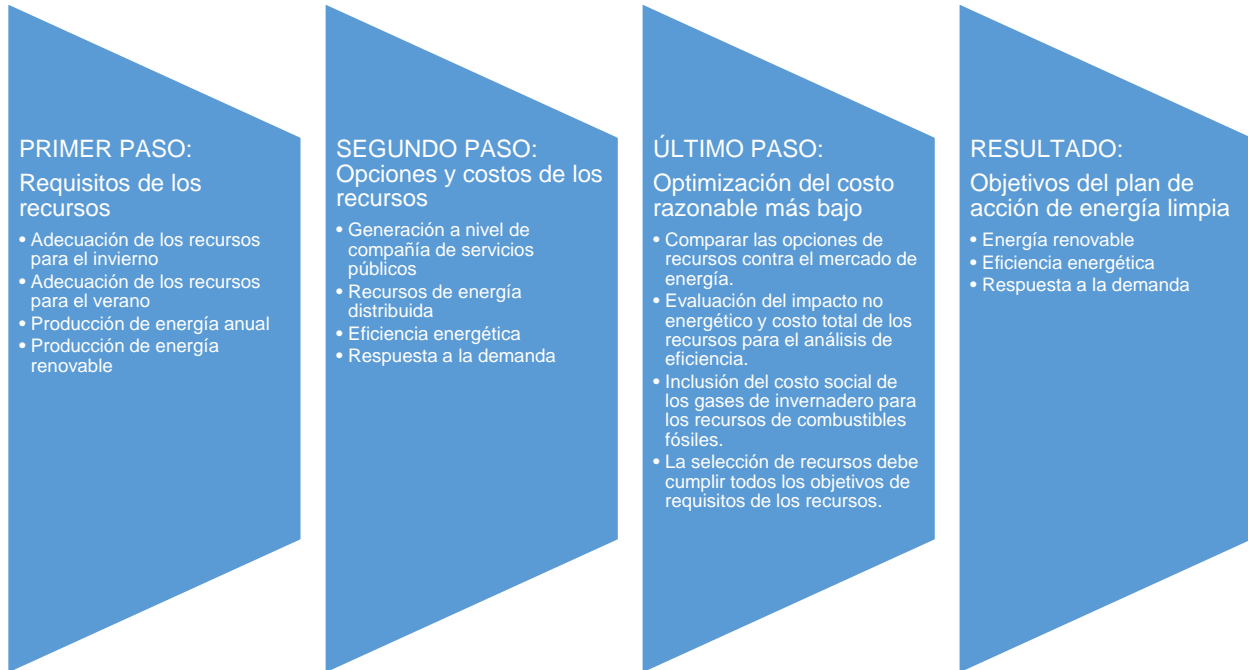 PRIMER PASO:
Requisitos de los
recursos
• Adecuación de los recursos
para el invierno
• Adecuación de los recursos
para el verano
• Producción de energía anual
• Producción de energía
renovable
SEGUNDO PASO:
Opciones y costos de los
recursos
• Generación a nivel de
compañía de servicios
públicos
• Recursos de energía
distribuida
• Eficiencia energética
• Respuesta a la demanda
ÚLTIMO PASO:
Optimización del costo
razonable más bajo
• Comparar las opciones de
recursos contra el mercado de
energía.
• Evaluación del impacto no
energético y costo total de los
recursos para el análisis de
eficiencia.
• Inclusión del costo social de
los gases de invernadero para
los recursos de combustibles
fósiles.
• La selección de recursos debe
cumplir todos los objetivos de
requisitos de los recursos.
RESULTADO:
Objetivos del plan de
acción de energía limpia
• Energía renovable
• Eficiencia energética
• Respuesta a la demanda